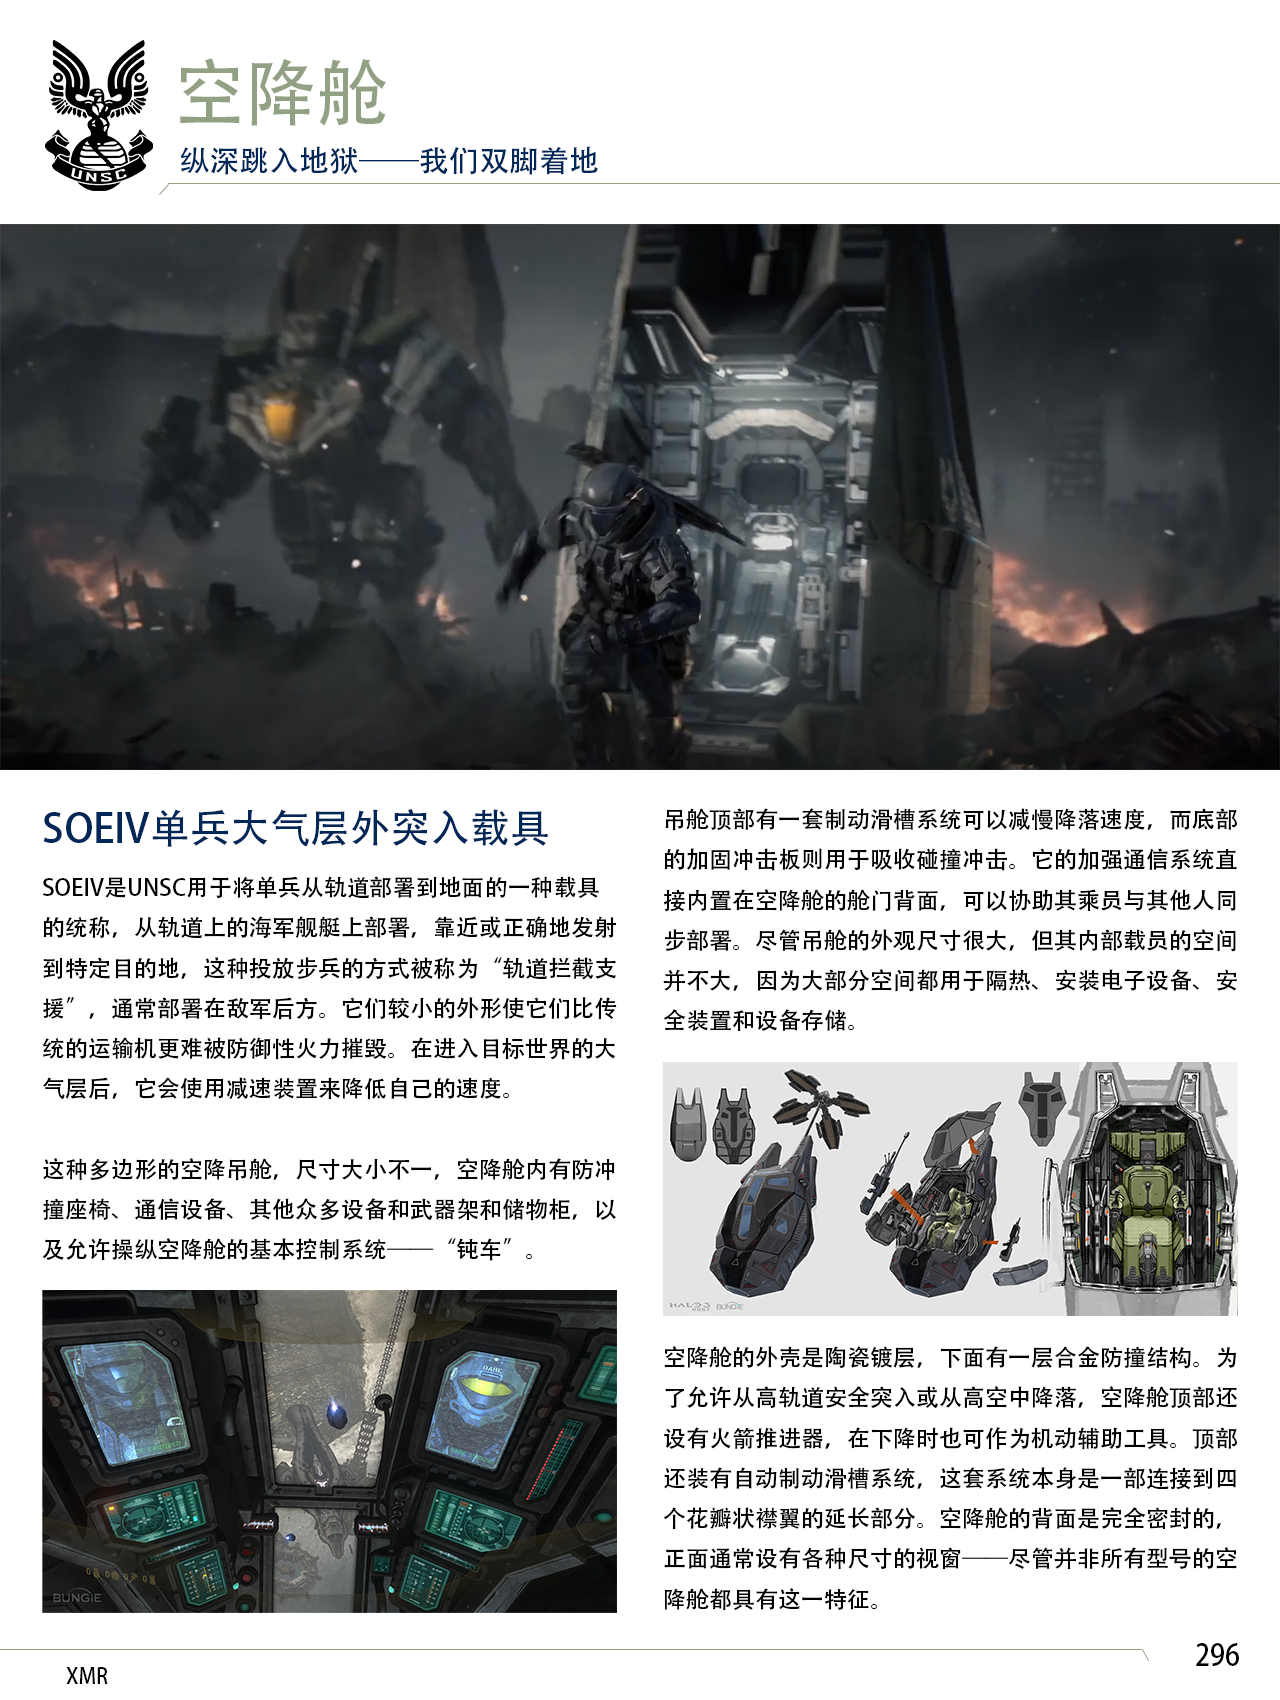 UNSC
空降舱
纵深跳入地狱——我们双脚着地
SOEIV单兵大气层外突入载具
SOEIV是UNSC用于将单兵从轨道部署到地面的一种载具
的统称，从轨道上的海军舰艇上部署，靠近或正确地发射
到特定目的地，这种投放步兵的方式被称为“轨道拦截支
援”，通常部署在敌军后方。它们较小的外形使它们比传
统的运输机更难被防御性火力摧毁。在进入目标世界的大
气层后，它会使用减速装置来降低自己的速度。
这种多边形的空降吊舱，尺寸大小不一，空降舱内有防冲
撞座椅、通信设备、其他众多设备和武器架和储物柜，以
及允许操纵空降舱的基本控制系统——“钝车”。
DARE
BUNGIE
吊舱顶部有一套制动滑槽系统可以减慢降落速度，而底部
的加固冲击板则用于吸收碰撞冲击。它的加强通信系统直
接内置在空降舱的舱门背面，可以协助其乘员与其他人同
步部署。尽管吊舱的外观尺寸很大，但其内部载员的空间
并不大，因为大部分空间都用于隔热、安装电子设备、安
全装置和设备存储。
HALO 3 ODST BUNGIE
空降舱的外壳是陶瓷镀层，下面有一层合金防撞结构。为
了允许从高轨道安全突入或从高空中降落，空降舱顶部还
设有火箭推进器，在下降时也可作为机动辅助工具。顶部
还装有自动制动滑槽系统，这套系统本身是一部连接到四
个花瓣状襟翼的延长部分。空降舱的背面是完全密封的，
正面通常设有各种尺寸的视窗——尽管并非所有型号的空
降舱都具有这一特征。
296
XMR